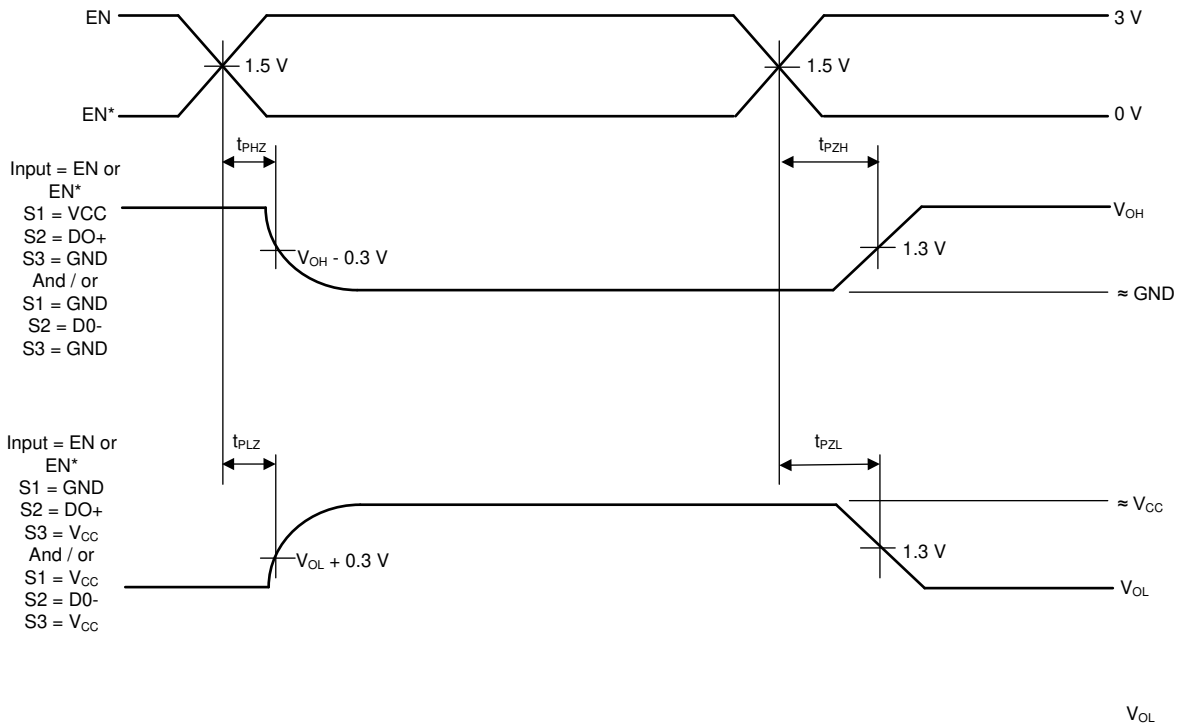 EN
3 V
1.5 V
1.5 V
EN*
0 V
tPHZ
tPZH
Input = EN or
EN*
S1 = VCC
S2 = DO+
S3 = GND
And / or
S1 = GND
S2 = D0-
S3 = GND
VOH
VOH - 0.3 V
1.3 V
≈ GND
tPLZ
tPZL
Input = EN or
EN*
S1 = GND
S2 = DO+
S3 = VCC
And / or
S1 = VCC
S2 = D0-
S3 = VCC
≈ VCC
VOL + 0.3 V
1.3 V
VOL
VOL